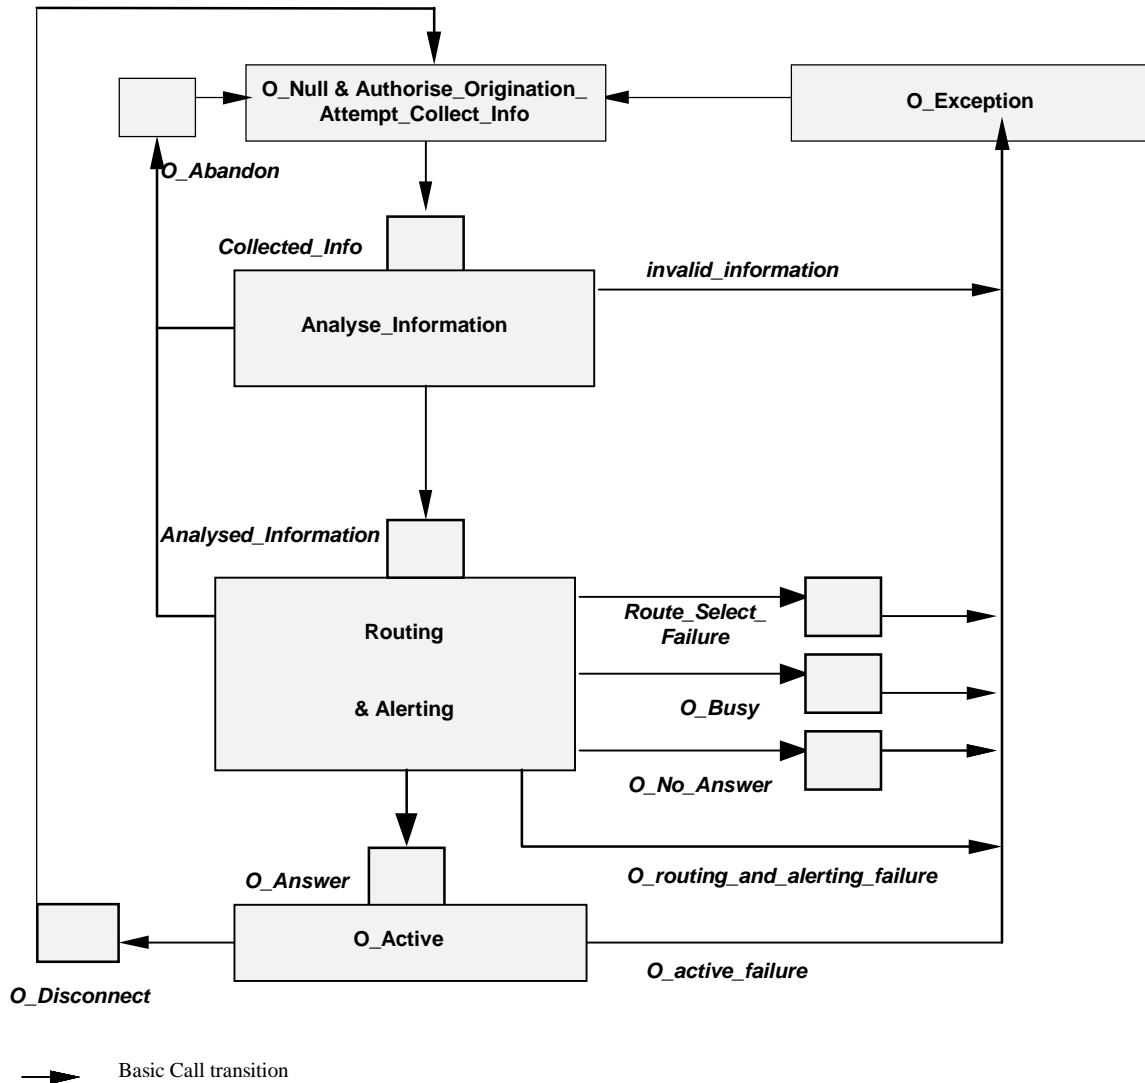 O_Null & Authorise_Origination_
Attempt_Collect_Info
O_Exception
O_Abandon
Collected_Info
invalid_information
Analyse_Information
Analysed_Information
Routing
& Alerting
Route_Select_
Failure
O_Busy
O_No_Answer
O_routing_and_alerting_failure
O_Answer
O_Active
O_active_failure
O_Disconnect
Basic Call transition